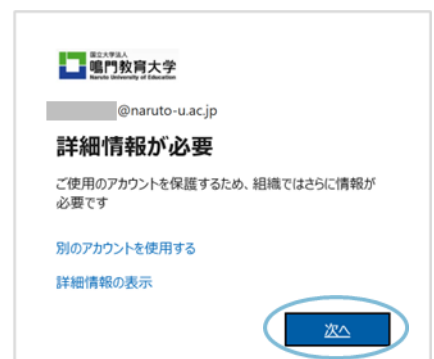 国立大学法人
鳴門教育大学
Naruto University of Education
@naruto-u.ac.jp
詳細情報が必要
ご使用のアカウントを保護するため、組織ではさらに情報が
必要です
別のアカウントを使用する
詳細情報の表示
次へ